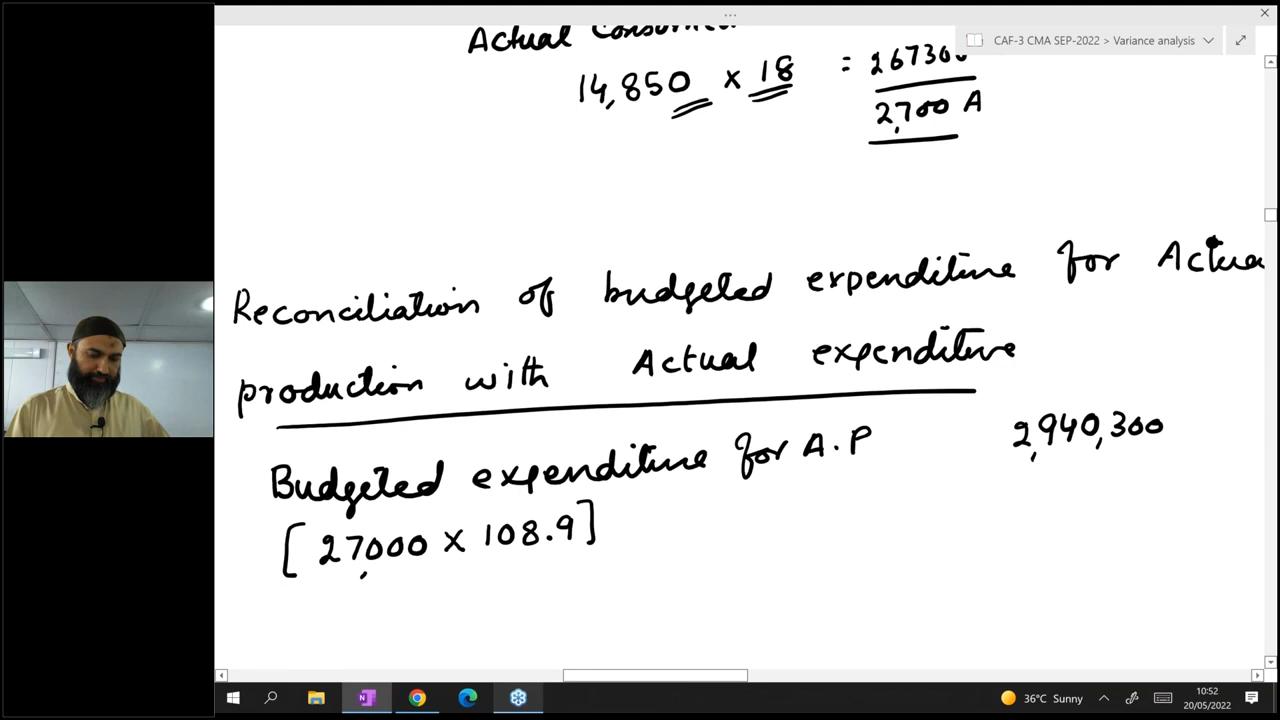 CAF-3 CMA SEP-2022 > Variance analysis
Actual
14,850 x 18 = 267300
2,700 A
Reconciliation of budgeted expenditure for Actua
production with Actual expenditure
Budgeted expenditure for A.P 2,940,300
[27,000 x 108.9]
36°C Sunny
10:52
20/05/2022